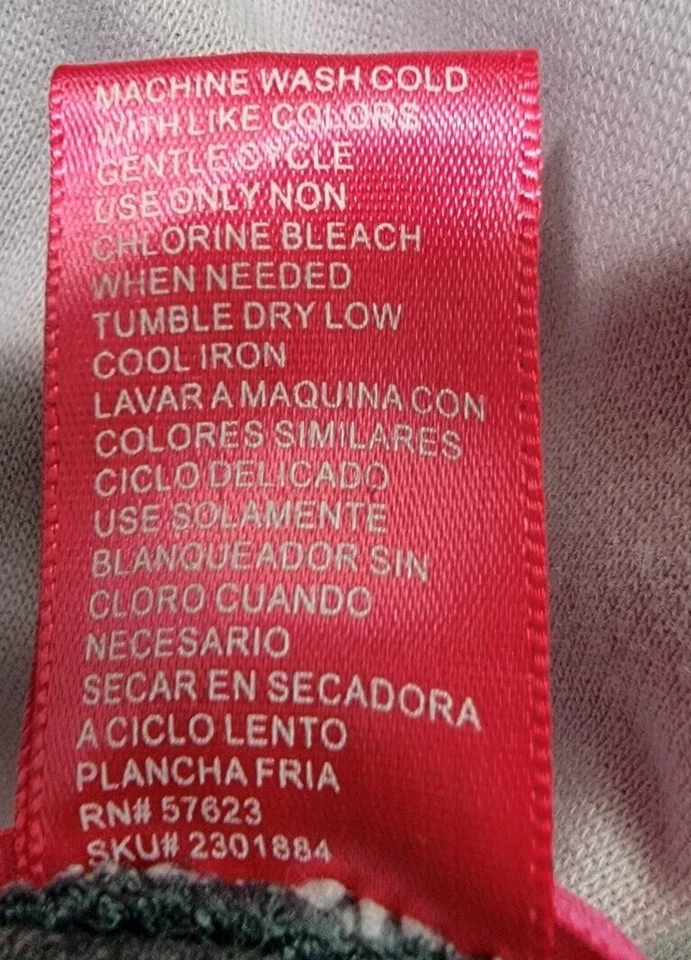 MACHINE WASH COLD
WITH LIKE COLORS
GENTLE CYCLE
USE ONLY NON
CHLORINE BLEACH
WHEN NEEDED
TUMBLE DRY LOW
COOL IRON
LAVAR A MAQUINA CON
COLORES SIMILARES
CICLO DELICADO
USE SOLAMENTE
BLANQUEADOR SIN
CLORO CUANDO
NECESARIO
SECAR EN SECADORA
A CICLO LENTO
PLANCHA FRIA
RN# 57623
SKU# 2301884